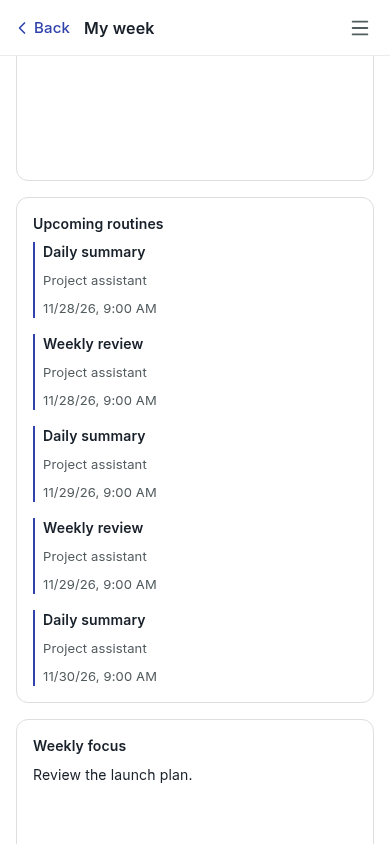 Back My week
Upcoming routines
Daily summary
Project assistant
11/28/26, 9:00 AM
Weekly review
Project assistant
11/28/26, 9:00 AM
Daily summary
Project assistant
11/29/26, 9:00 AM
Weekly review
Project assistant
11/29/26, 9:00 AM
Daily summary
Project assistant
11/30/26, 9:00 AM
Weekly focus
Review the launch plan.